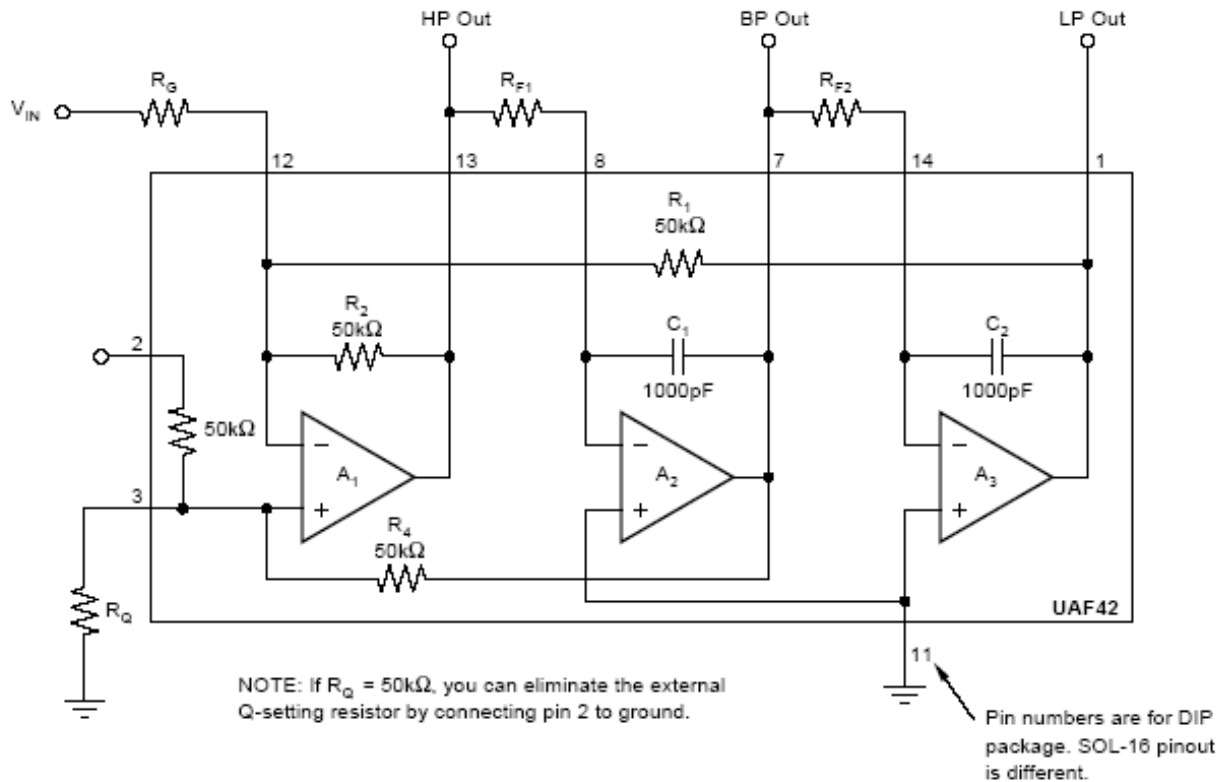 HP Out
BP Out
LP Out
R_G
R_F1
R_F2
V_IN
12
13
8
7
14
1
R_1
50kΩ
R_2
50kΩ
C_1
C_2
2
1000pF
1000pF
50kΩ
−
−
−
A_1
A_2
A_3
3
+
+
+
R_4
50kΩ
R_Q
UAF42
11
NOTE: If R_Q = 50kΩ, you can eliminate the external
Q-setting resistor by connecting pin 2 to ground.
Pin numbers are for DIP
package. SOL-16 pinout
is different.